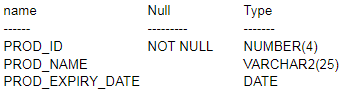 name Null Type
------ --------- -------
PROD_ID NOT NULL NUMBER(4)
PROD_NAME VARCHAR2(25)
PROD_EXPIRY_DATE DATE